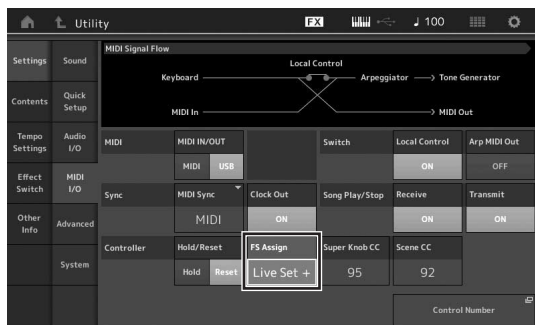 Utility
FX
♩ 100
Settings
Sound
MIDI Signal Flow
Local Control
Keyboard
Arpeggiator
Tone Generator
MIDI In
MIDI Out
Contents
Quick Setup
Tempo Settings
Audio I/O
MIDI
MIDI IN/OUT
Switch
Local Control
Arp MIDI Out
MIDI
USB
ON
OFF
Effect Switch
MIDI I/O
Sync
MIDI Sync
Clock Out
Song Play/Stop
Receive
Transmit
MIDI
ON
ON
ON
Other Info
Advanced
Controller
Hold/Reset
FS Assign
Super Knob CC
Scene CC
System
Hold
Reset
Live Set +
95
92
Control Number